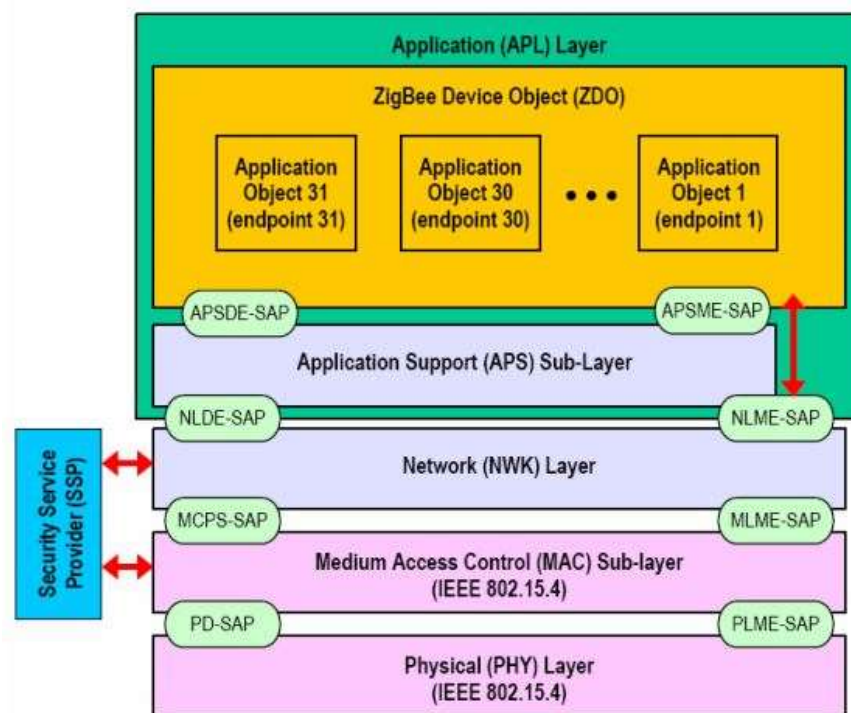 Application (APL) Layer
ZigBee Device Object (ZDO)
Application
Object 31
(endpoint 31)
Application
Object 30
(endpoint 30)
• • •
Application
Object 1
(endpoint 1)
APSDE-SAP
APSME-SAP
Application Support (APS) Sub-Layer
NLDE-SAP
NLME-SAP
Security Service
Provider (SSP)
Network (NWK) Layer
MCPS-SAP
MLME-SAP
Medium Access Control (MAC) Sub-layer
(IEEE 802.15.4)
PD-SAP
PLME-SAP
Physical (PHY) Layer
(IEEE 802.15.4)